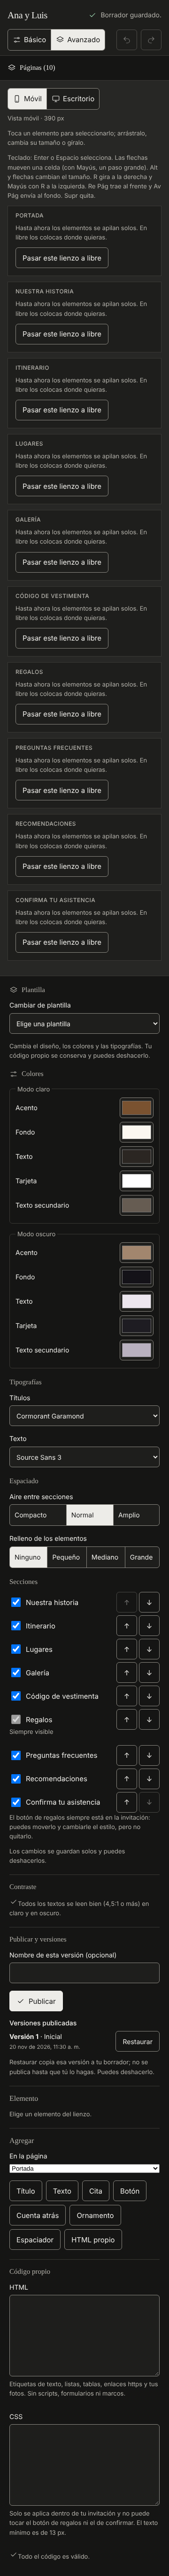 Ana y Luis
Borrador guardado.
Básico
Avanzado
Páginas (10)
Móvil
Escritorio
Vista móvil · 390 px
Toca un elemento para seleccionarlo; arrástralo,
cambia su tamaño o gíralo.
Teclado: Enter o Espacio selecciona. Las flechas
mueven una celda (con Mayús, un paso grande). Alt
y flechas cambian el tamaño. R gira a la derecha y
Mayús con R a la izquierda. Re Pág trae al frente y Av
Pág envía al fondo. Supr quita.
PORTADA
Hasta ahora los elementos se apilan solos. En
libre los colocas donde quieras.
Pasar este lienzo a libre
NUESTRA HISTORIA
Hasta ahora los elementos se apilan solos. En
libre los colocas donde quieras.
Pasar este lienzo a libre
ITINERARIO
Hasta ahora los elementos se apilan solos. En
libre los colocas donde quieras.
Pasar este lienzo a libre
LUGARES
Hasta ahora los elementos se apilan solos. En
libre los colocas donde quieras.
Pasar este lienzo a libre
GALERÍA
Hasta ahora los elementos se apilan solos. En
libre los colocas donde quieras.
Pasar este lienzo a libre
CÓDIGO DE VESTIMENTA
Hasta ahora los elementos se apilan solos. En
libre los colocas donde quieras.
Pasar este lienzo a libre
REGALOS
Hasta ahora los elementos se apilan solos. En
libre los colocas donde quieras.
Pasar este lienzo a libre
PREGUNTAS FRECUENTES
Hasta ahora los elementos se apilan solos. En
libre los colocas donde quieras.
Pasar este lienzo a libre
RECOMENDACIONES
Hasta ahora los elementos se apilan solos. En
libre los colocas donde quieras.
Pasar este lienzo a libre
CONFIRMA TU ASISTENCIA
Hasta ahora los elementos se apilan solos. En
libre los colocas donde quieras.
Pasar este lienzo a libre
Plantilla
Cambiar de plantilla
Elige una plantilla
Cambia el diseño, los colores y las tipografías. Tu
código propio se conserva y puedes deshacerlo.
Colores
Modo claro
Acento
Fondo
Texto
Tarjeta
Texto secundario
Modo oscuro
Acento
Fondo
Texto
Tarjeta
Texto secundario
Tipografías
Títulos
Cormorant Garamond
Texto
Source Sans 3
Espaciado
Aire entre secciones
Compacto
Normal
Amplio
Relleno de los elementos
Ninguno
Pequeño
Mediano
Grande
Secciones
Nuestra historia
Itinerario
Lugares
Galería
Código de vestimenta
Regalos
Siempre visible
Preguntas frecuentes
Recomendaciones
Confirma tu asistencia
El botón de regalos siempre está en la invitación:
puedes moverlo y cambiarle el estilo, pero no
quitarlo.
Los cambios se guardan solos y puedes
deshacerlos.
Contraste
Todos los textos se leen bien (4,5:1 o más) en
claro y en oscuro.
Publicar y versiones
Nombre de esta versión (opcional)
Publicar
Versiones publicadas
Versión 1 · Inicial
20 nov de 2026, 11:30 a. m.
Restaurar
Restaurar copia esa versión en tu borrador; no se
publica hasta que tú lo hagas. Puedes deshacerlo.
Elemento
Elige un elemento del lienzo.
Agregar
En la página
Portada
Título
Texto
Cita
Botón
Cuenta atrás
Ornamento
Espaciador
HTML propio
Código propio
HTML
Etiquetas de texto, listas, tablas, enlaces https y tus
fotos. Sin scripts, formularios ni marcos.
CSS
Solo se aplica dentro de tu invitación y no puede
tocar el botón de regalos ni el de confirmar. El texto
mínimo es de 13 px.
Todo el código es válido.